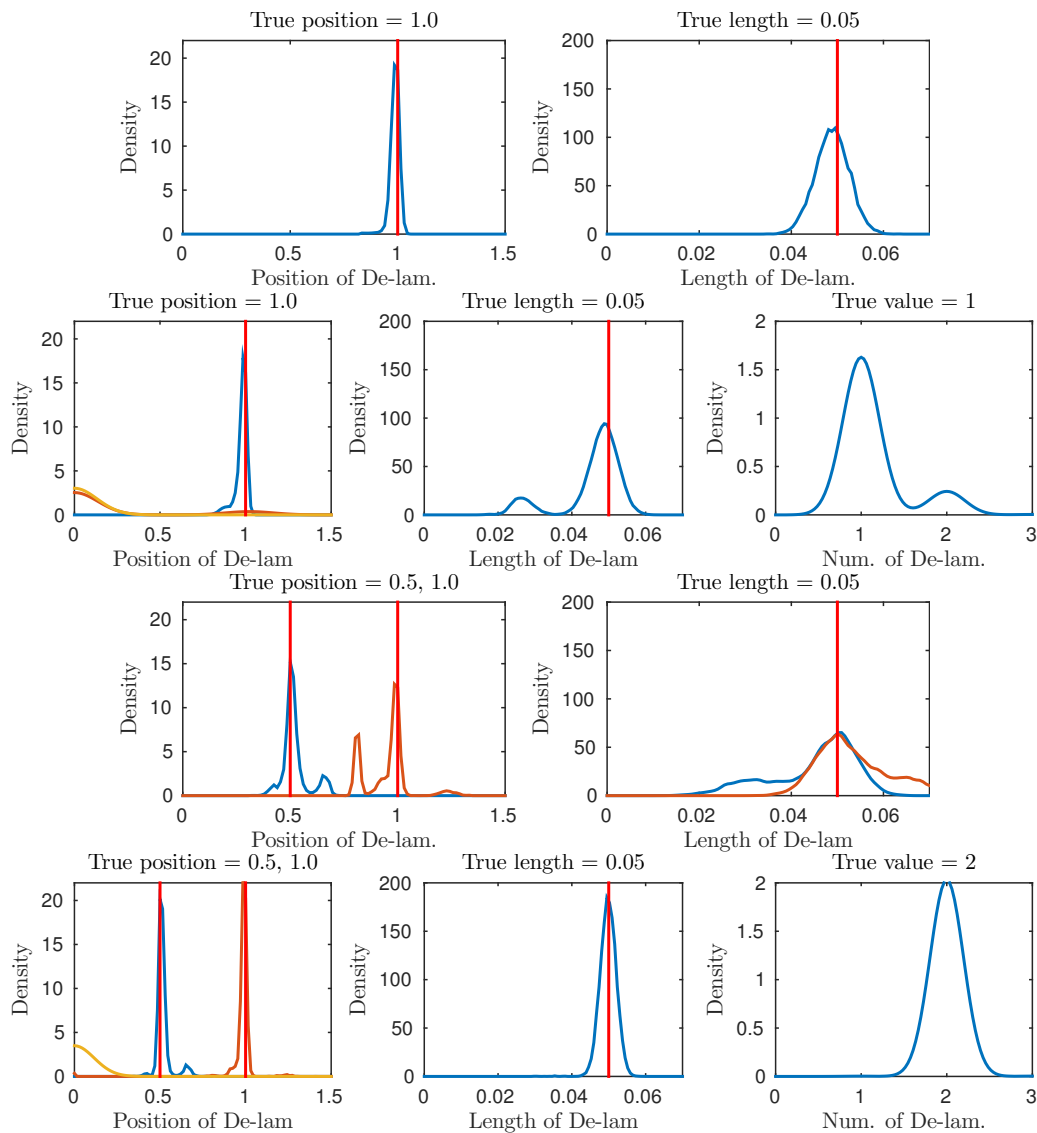 True position = 1.0
True length = 0.05
20
15
10
5
0
Density
0 0.5 1 1.5
Position of De-lam.
200
150
100
50
0
Density
0 0.02 0.04 0.06
Length of De-lam.
True position = 1.0
True length = 0.05
True value = 1
20
15
10
5
0
Density
0 0.5 1 1.5
Position of De-lam
200
150
100
50
0
Density
0 0.02 0.04 0.06
Length of De-lam
2
1.5
1
0.5
0
Density
0 1 2 3
Num. of De-lam.
True position = 0.5, 1.0
True length = 0.05
20
15
10
5
0
Density
0 0.5 1 1.5
Position of De-lam.
200
150
100
50
0
Density
0 0.02 0.04 0.06
Length of De-lam
True position = 0.5, 1.0
True length = 0.05
True value = 2
20
15
10
5
0
Density
0 0.5 1 1.5
Position of De-lam
200
150
100
50
0
Density
0 0.02 0.04 0.06
Length of De-lam
2
1.5
1
0.5
0
Density
0 1 2 3
Num. of De-lam.